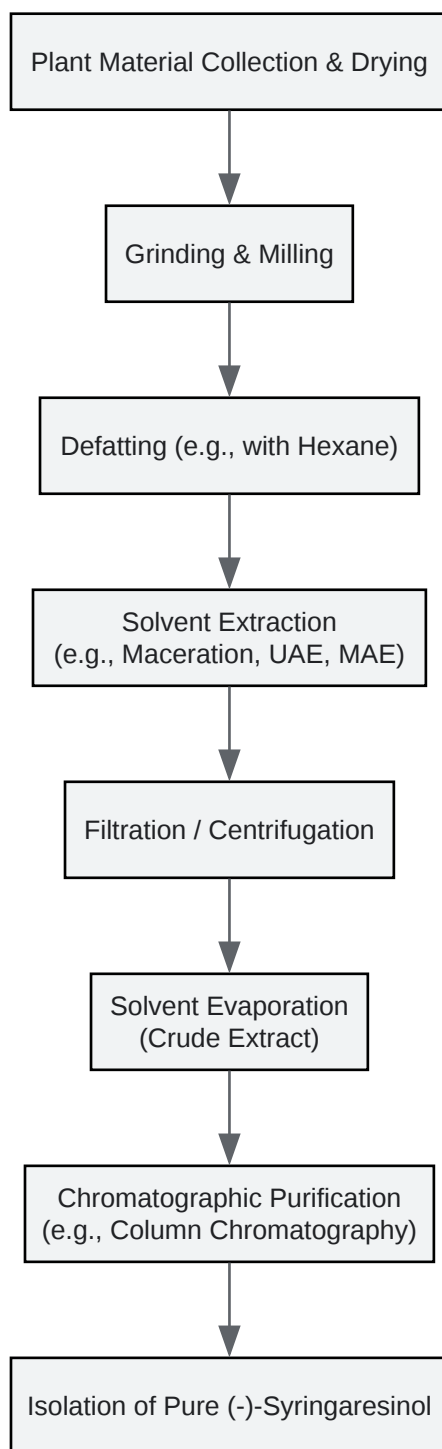 Plant Material Collection & Drying
Grinding & Milling
Defatting (e.g., with Hexane)
Solvent Extraction
(e.g., Maceration, UAE, MAE)
Filtration / Centrifugation
Solvent Evaporation
(Crude Extract)
Chromatographic Purification
(e.g., Column Chromatography)
Isolation of Pure (-)-Syringaresinol